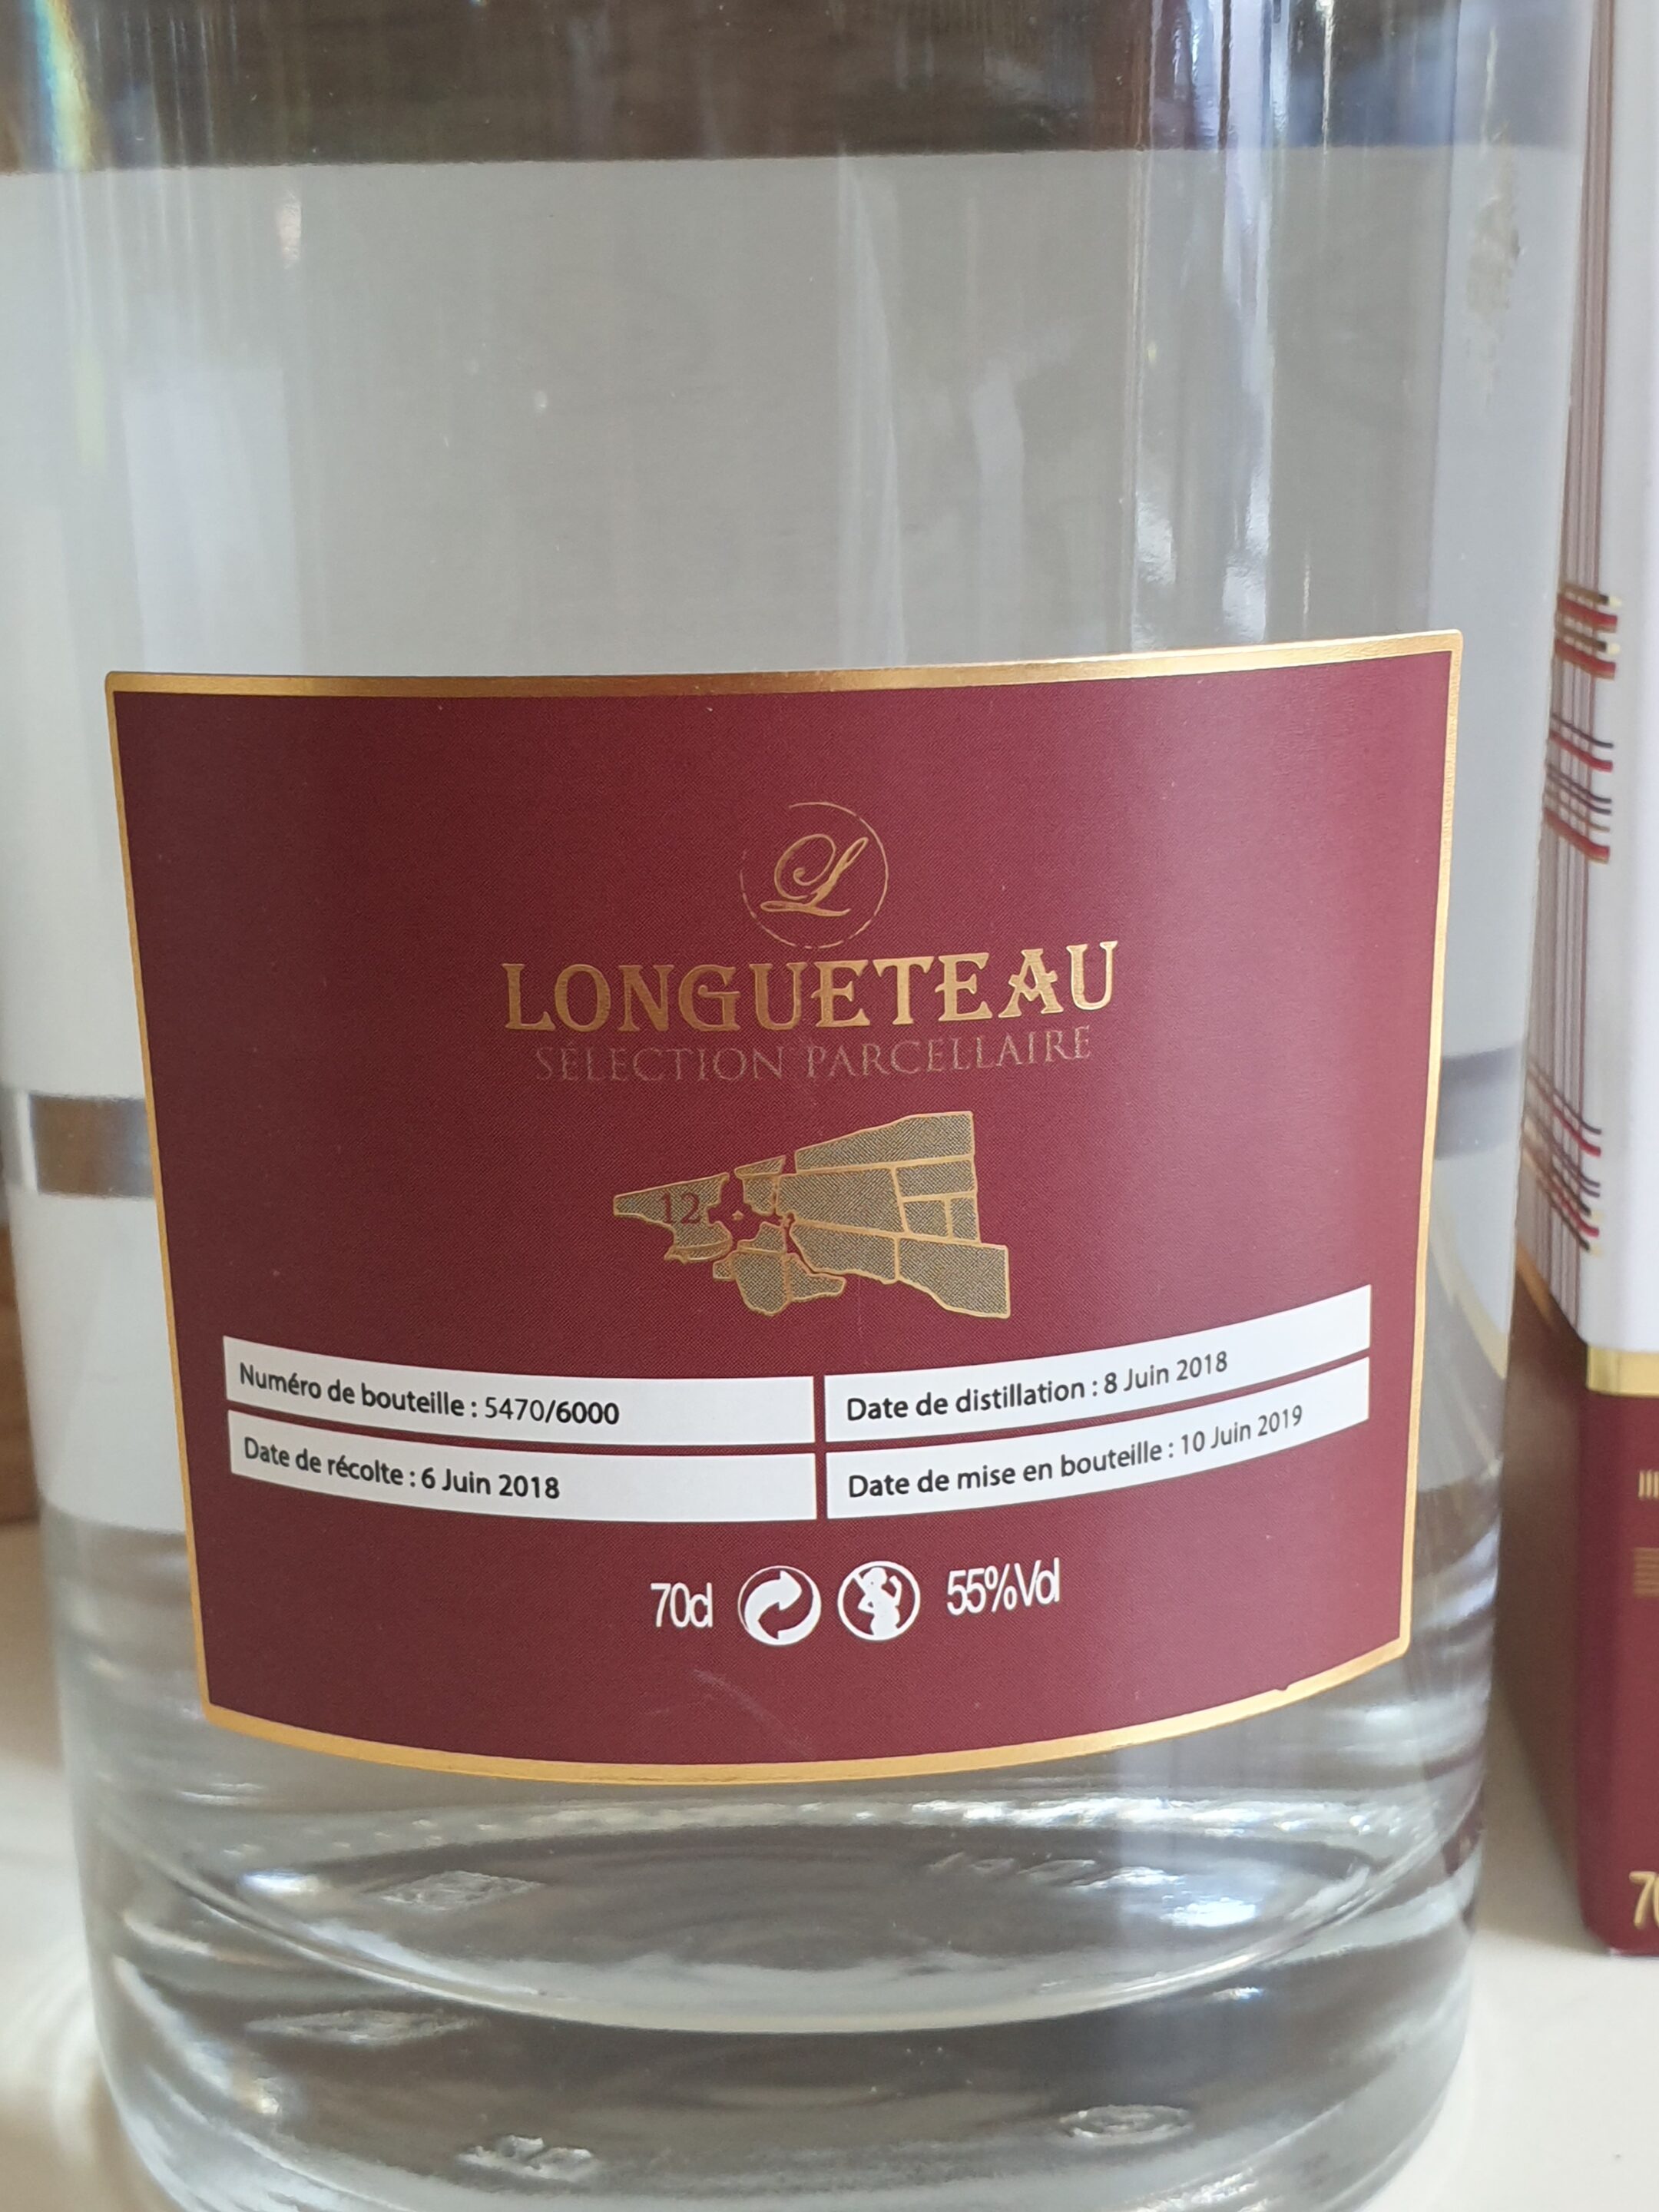 L
LONGUETEAU
SÉLECTION PARCELLAIRE
12
Numéro de bouteille : 5470/6000
Date de récolte : 6 Juin 2018
Date de distillation : 8 Juin 2018
Date de mise en bouteille : 10 Juin 2019
70cl 55%Vol